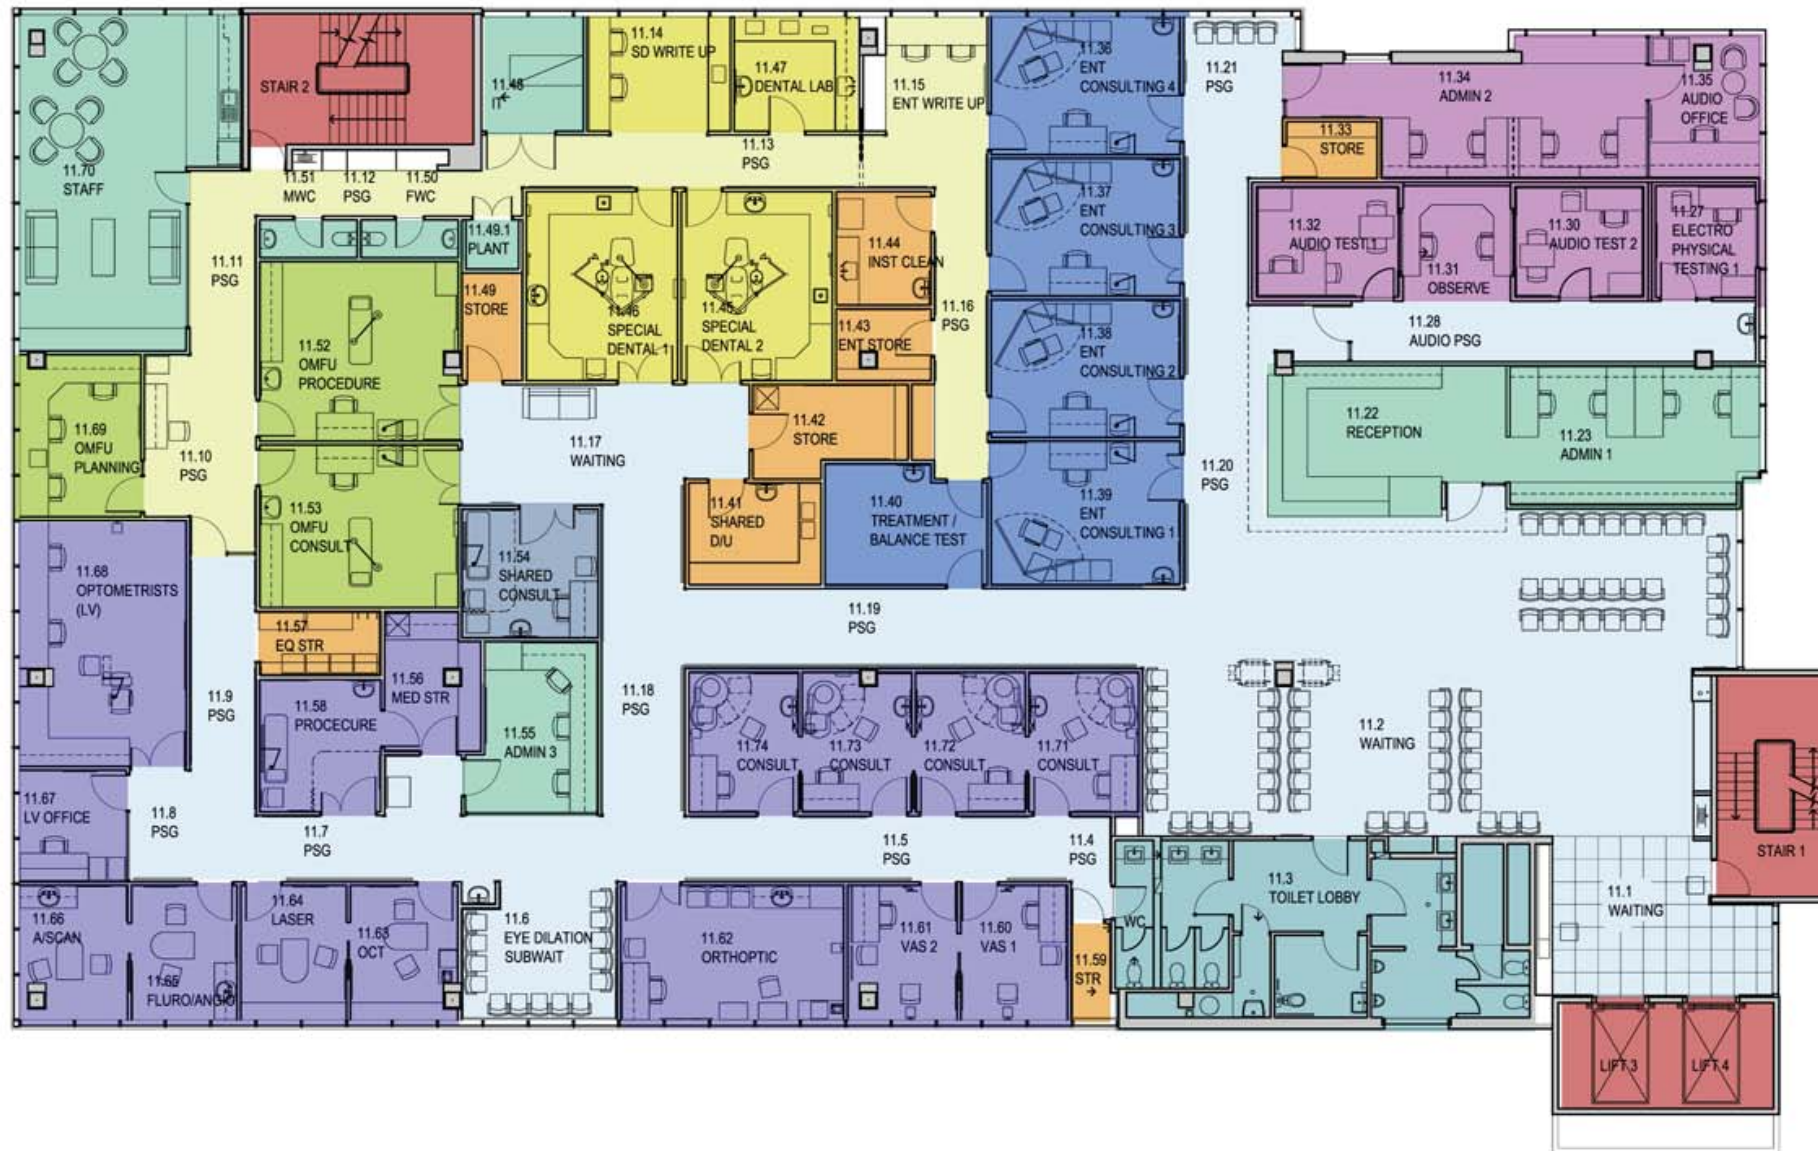 11.14
SD WRITE UP
11.36
ENT
CONSULTING 4
11.21
PSG
11.34
ADMIN 2
11.35
AUDIO
OFFICE
STAIR 2
11.48
IT
11.47
DENTAL LAB
11.15
ENT WRITE UP
11.33
STORE
11.13
PSG
11.70
STAFF
11.51
MWC
11.12
PSG
11.50
FWC
11.37
ENT
CONSULTING 3
11.32
AUDIO TEST 1
11.31
OBSERVE
11.30
AUDIO TEST 2
11.27
ELECTRO
PHYSICAL
TESTING 1
11.49.1
PLANT
11.44
INST CLEAN
11.11
PSG
11.49
STORE
11.46
SPECIAL
DENTAL 1
11.45
SPECIAL
DENTAL 2
11.43
ENT STORE
11.16
PSG
11.38
ENT
CONSULTING 2
11.28
AUDIO PSG
11.52
OMFU
PROCEDURE
11.69
OMFU
PLANNING
11.10
PSG
11.17
WAITING
11.42
STORE
11.22
RECEPTION
11.23
ADMIN 1
11.20
PSG
11.53
OMFU
CONSULT
11.41
SHARED
D/U
11.40
TREATMENT /
BALANCE TEST
11.39
ENT
CONSULTING 1
11.54
SHARED
CONSULT
11.68
OPTOMETRISTS
(LV)
11.19
PSG
11.57
EQ STR
11.56
MED STR
11.9
PSG
11.58
PROCECURE
11.18
PSG
11.55
ADMIN 3
11.74
CONSULT
11.73
CONSULT
11.72
CONSULT
11.71
CONSULT
11.2
WAITING
11.67
LV OFFICE
11.8
PSG
11.7
PSG
11.5
PSG
11.4
PSG
STAIR 1
11.3
TOILET LOBBY
11.1
WAITING
11.66
A/SCAN
11.65
FLURO/ANGIO
11.64
LASER
11.63
OCT
11.6
EYE DILATION
SUBWAIT
11.62
ORTHOPTIC
11.61
VAS 2
11.60
VAS 1
WC
11.59
STR
LIFT 3
LIFT 4